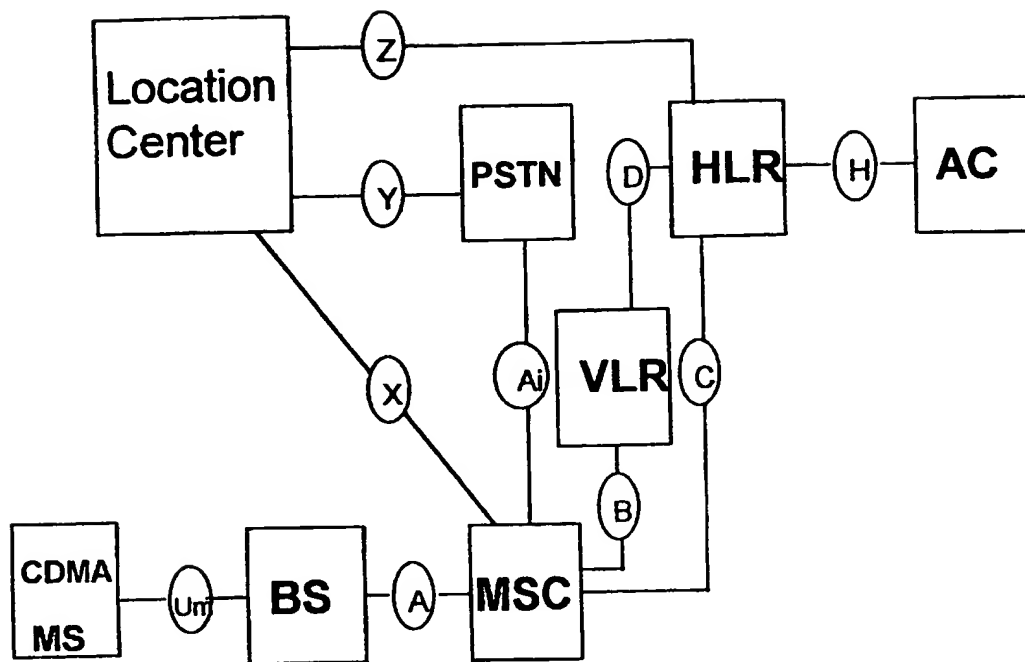 Z
Location
Center
HLR
AC
PSTN
D
H
Y
VLR
C
Ai
X
B
CDMA
MS
Um
BS
A
MSC